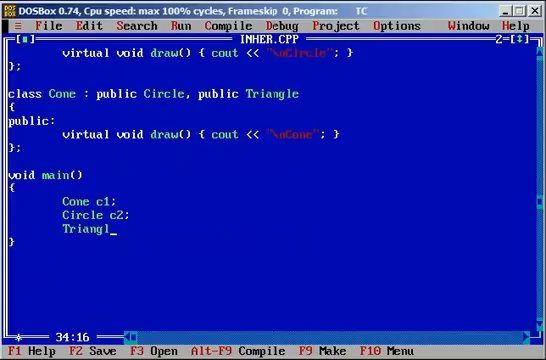 DOSBox 0.74, Cpu speed: max 100% cycles, Frameskip 0, Program: TC
≡ File Edit Search Run Compile Debug Project Options Window Help
[■] INHER.CPP 2=[↕]
virtual void draw() { cout << "\nCircle"; }
};
class Cone : public Circle, public Triangle
{
public:
virtual void draw() { cout << "\nCone"; }
};
void main()
{
Cone c1;
Circle c2;
Triangl_
}
* 34:16
F1 Help F2 Save F3 Open Alt-F9 Compile F9 Make F10 Menu